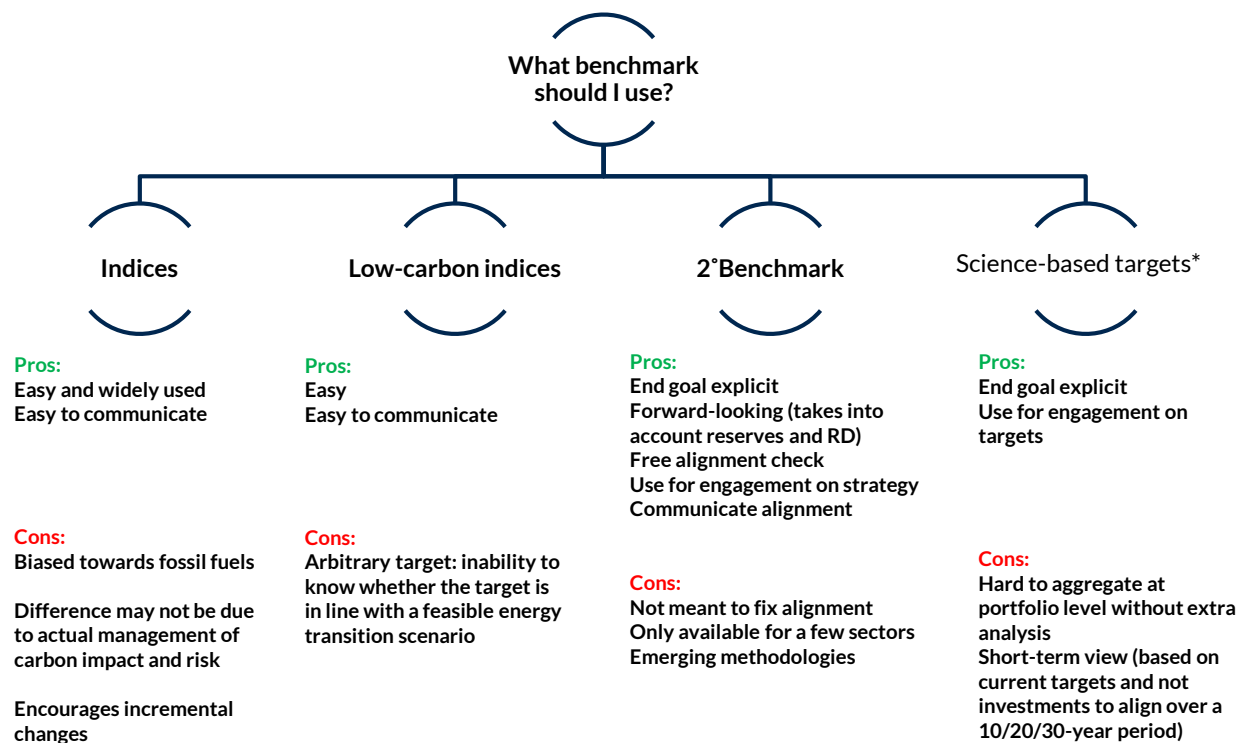 What benchmark
should I use?
Indices
Low-carbon indices
2°Benchmark
Science-based targets*
Pros:
Easy and widely used
Easy to communicate
Cons:
Biased towards fossil fuels
Difference may not be due
to actual management of
carbon impact and risk
Encourages incremental
changes
Pros:
Easy
Easy to communicate
Cons:
Arbitrary target: inability to
know whether the target is
in line with a feasible energy
transition scenario
Pros:
End goal explicit
Forward-looking (takes into
account reserves and RD)
Free alignment check
Use for engagement on strategy
Communicate alignment
Cons:
Not meant to fix alignment
Only available for a few sectors
Emerging methodologies
Pros:
End goal explicit
Use for engagement on
targets
Cons:
Hard to aggregate at
portfolio level without extra
analysis
Short-term view (based on
current targets and not
investments to align over a
10/20/30-year period)